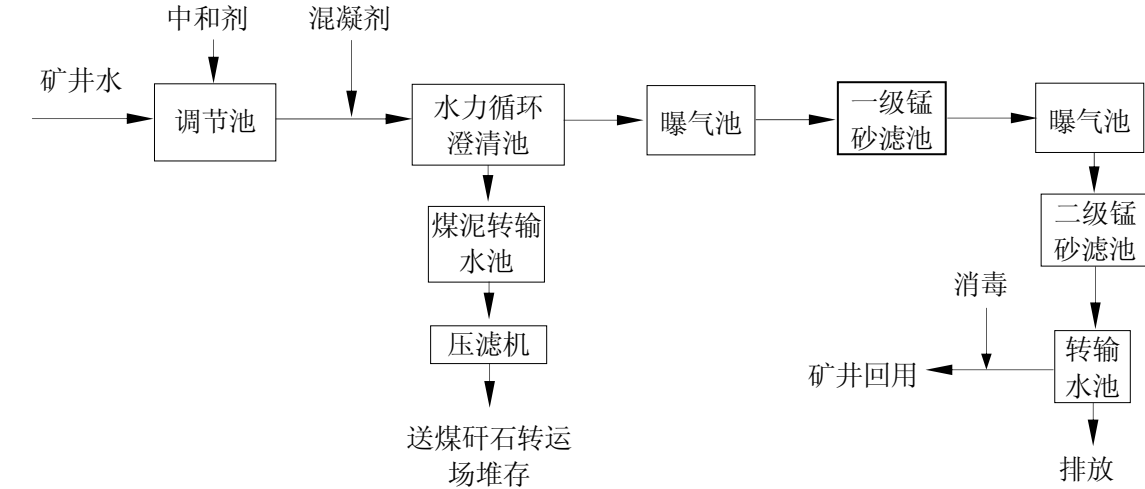 中和剂
混凝剂
矿井水
调节池
水力循环
澄清池
曝气池
一级锰
砂滤池
曝气池
煤泥转输
水池
二级锰
砂滤池
消毒
压滤机
转输
水池
矿井回用
送煤矸石转运
场堆存
排放